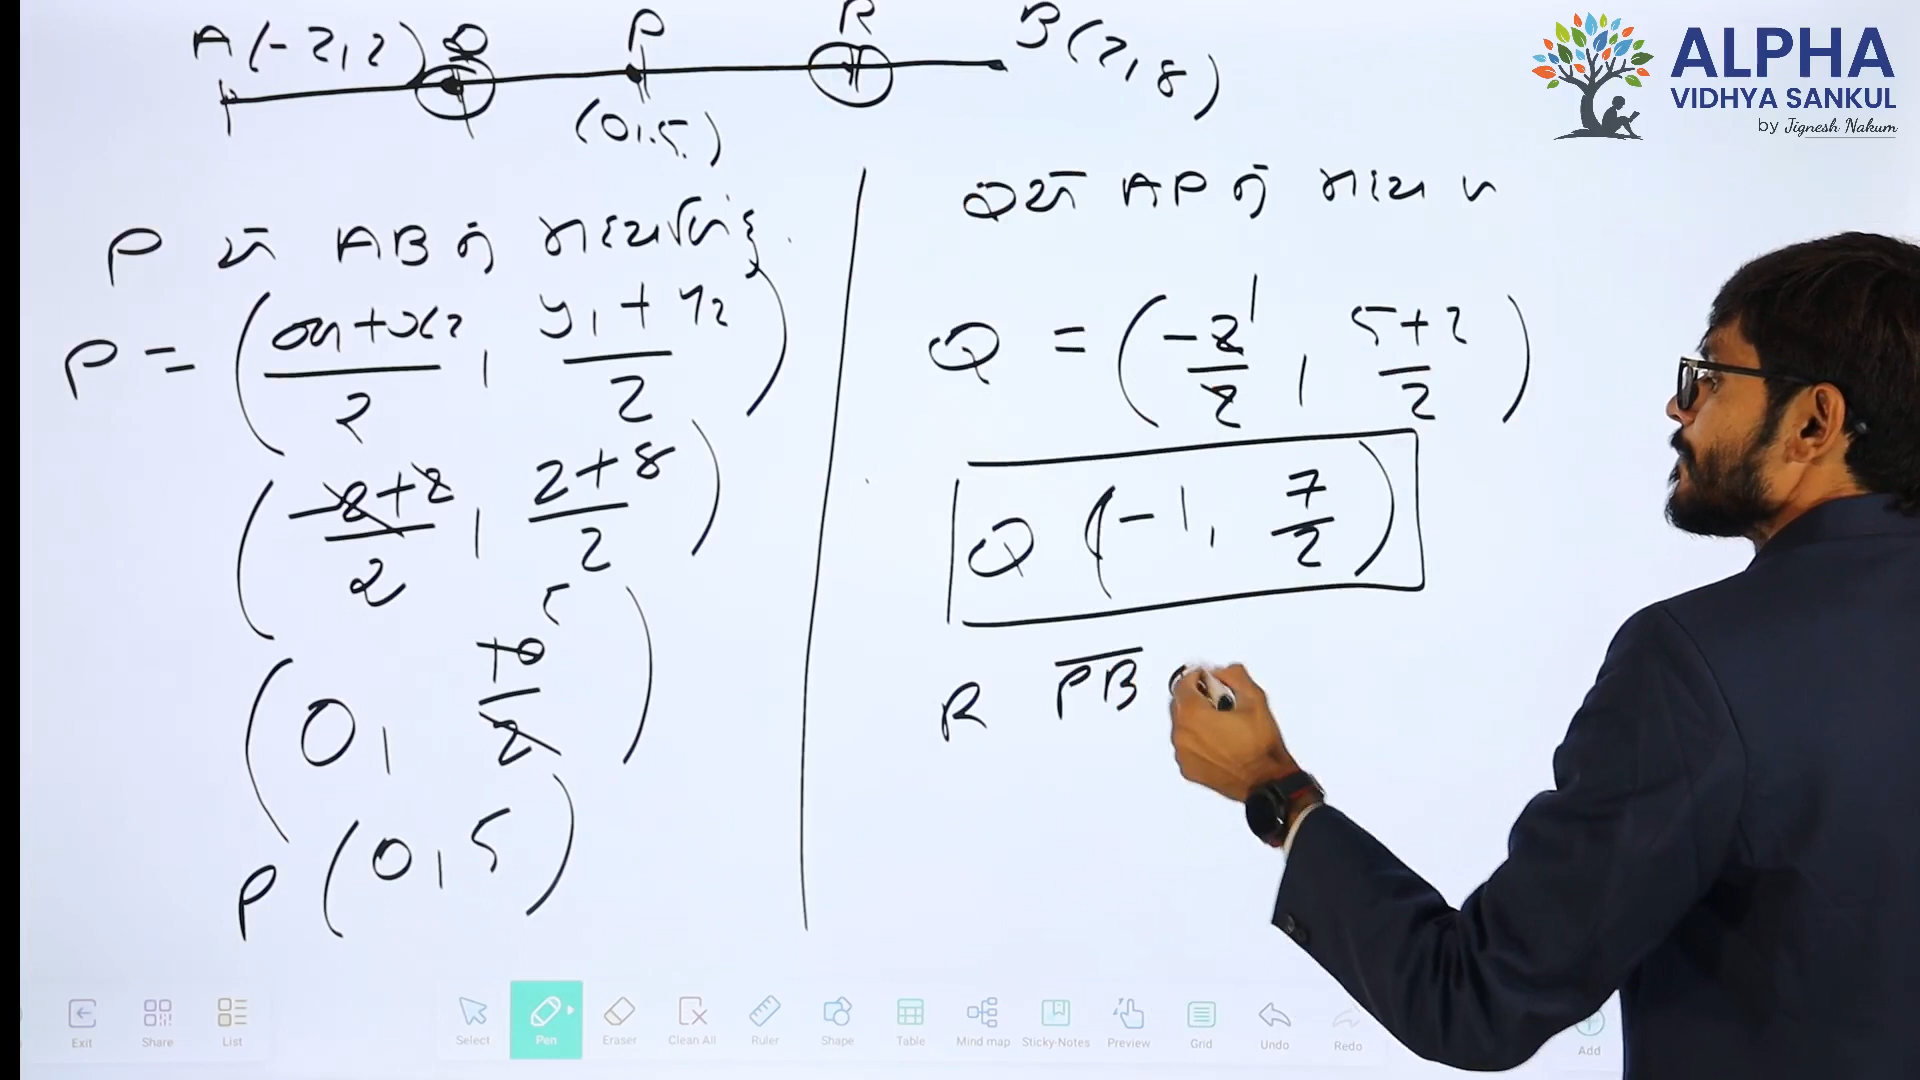 A(-2,2) Q P R B(2,8)
(0,5)
ALPHA
VIDHYA SANKUL
by Jignesh Nakum
P એ AB નું મધ્યબિંદુ.
P = (x1+x2/2, y1+y2/2)
(-2+2/2, 2+8/2)
(0, 10/2) 5
P(0,5)
Q એ AP નું મધ્ય
Q = (-2/2, 5+2/2) 1
Q (-1, 7/2)
R PB
Exit Share List Select Pen Eraser Clean All Ruler Shape Table Mind map Sticky-Notes Preview Grid Undo Redo Add